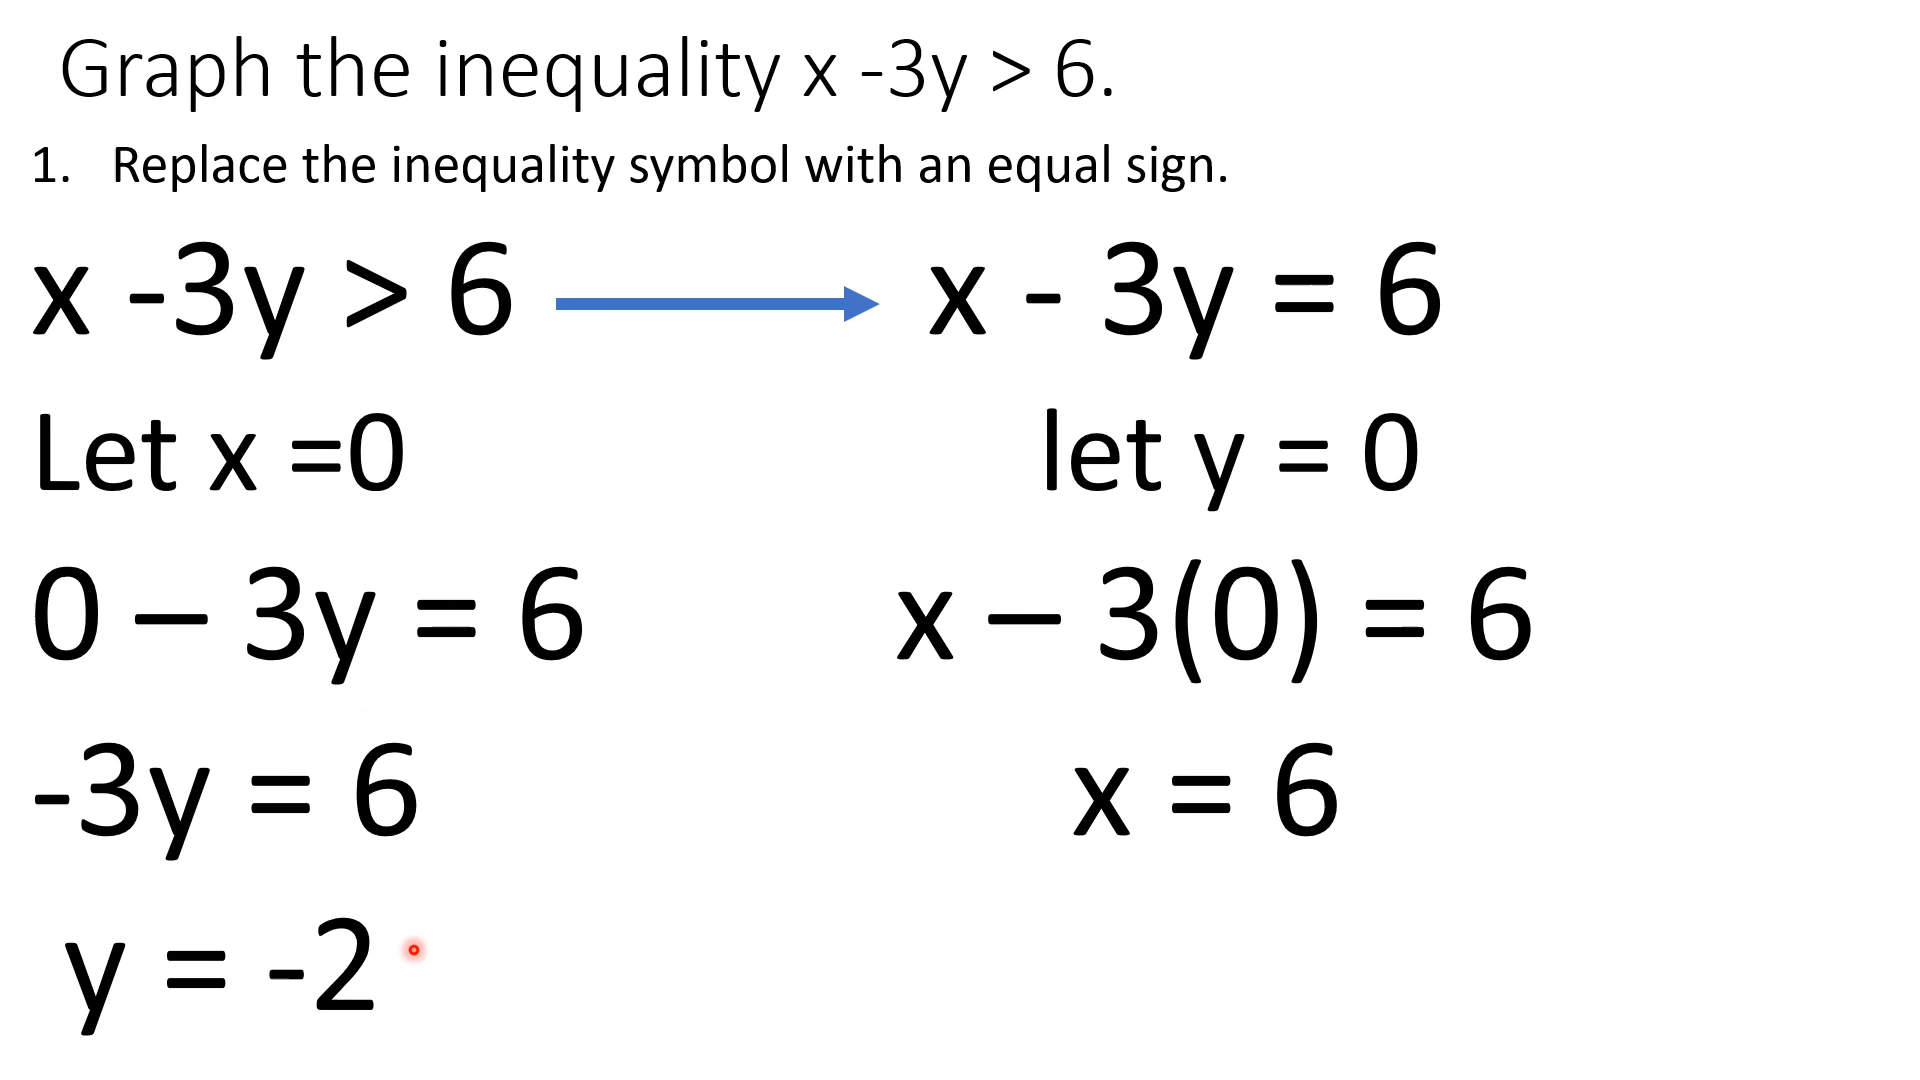 Graph the inequality x -3y > 6.
1. Replace the inequality symbol with an equal sign.
x -3y > 6 x - 3y = 6
Let x =0 let y = 0
0 – 3y = 6 x – 3(0) = 6
-3y = 6 x = 6
y = -2